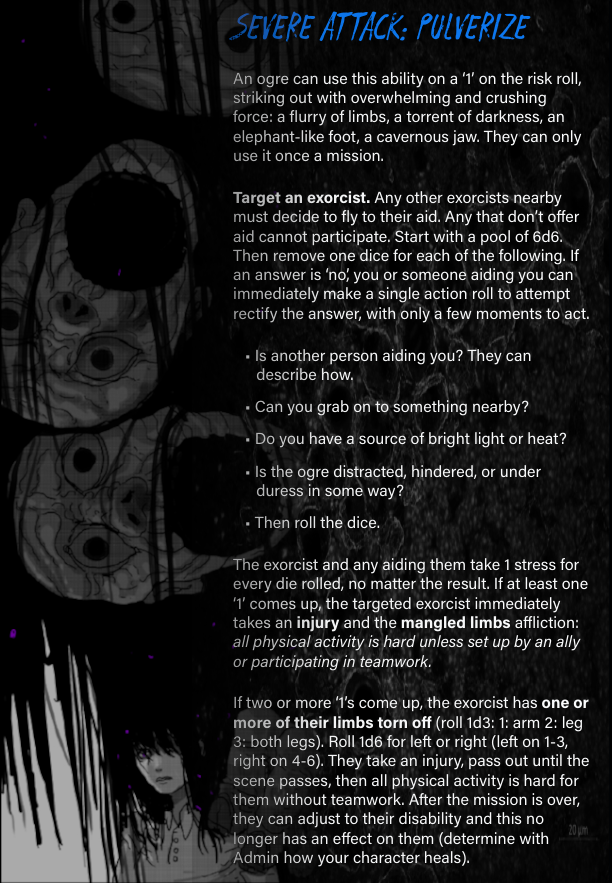 SEVERE ATTACK: PULVERIZE
An ogre can use this ability on a ‘1’ on the risk roll,
striking out with overwhelming and crushing
force: a flurry of limbs, a torrent of darkness, an
elephant-like foot, a cavernous jaw. They can only
use it once a mission.
Target an exorcist. Any other exorcists nearby
must decide to fly to their aid. Any that don’t offer
aid cannot participate. Start with a pool of 6d6.
Then remove one dice for each of the following. If
an answer is ‘no’, you or someone aiding you can
immediately make a single action roll to attempt
rectify the answer, with only a few moments to act.
▪ Is another person aiding you? They can
describe how.
▪ Can you grab on to something nearby?
▪ Do you have a source of bright light or heat?
▪ Is the ogre distracted, hindered, or under
duress in some way?
▪ Then roll the dice.
The exorcist and any aiding them take 1 stress for
every die rolled, no matter the result. If at least one
‘1’ comes up, the targeted exorcist immediately
takes an injury and the mangled limbs affliction:
all physical activity is hard unless set up by an ally
or participating in teamwork.
If two or more ‘1’s come up, the exorcist has one or
more of their limbs torn off (roll 1d3: 1: arm 2: leg
3: both legs). Roll 1d6 for left or right (left on 1-3,
right on 4-6). They take an injury, pass out until the
scene passes, then all physical activity is hard for
them without teamwork. After the mission is over,
they can adjust to their disability and this no
longer has an effect on them (determine with
Admin how your character heals).
20 µm